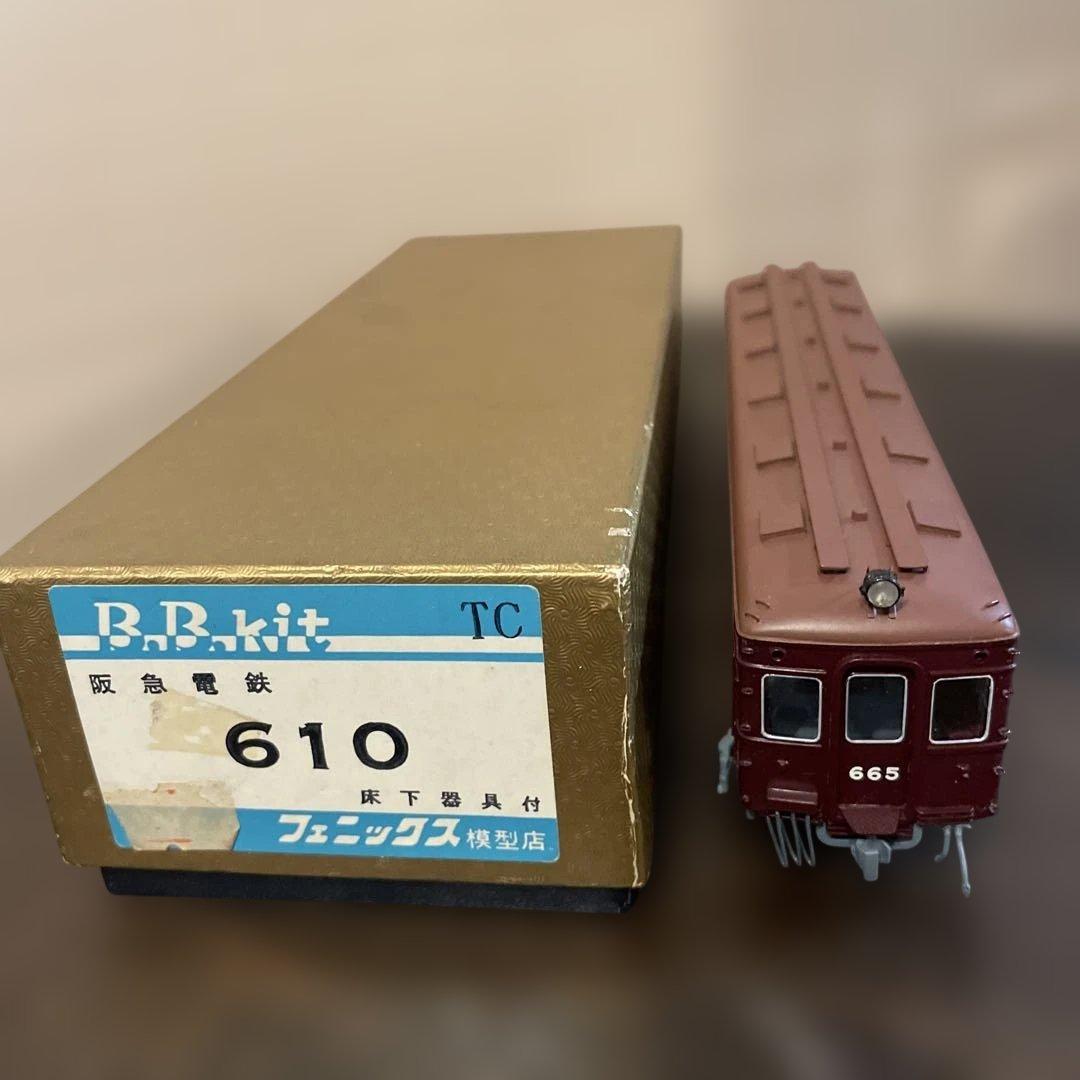 B.B.kit TC
阪急電鉄
610
床下器具付
フェニックス模型店
665